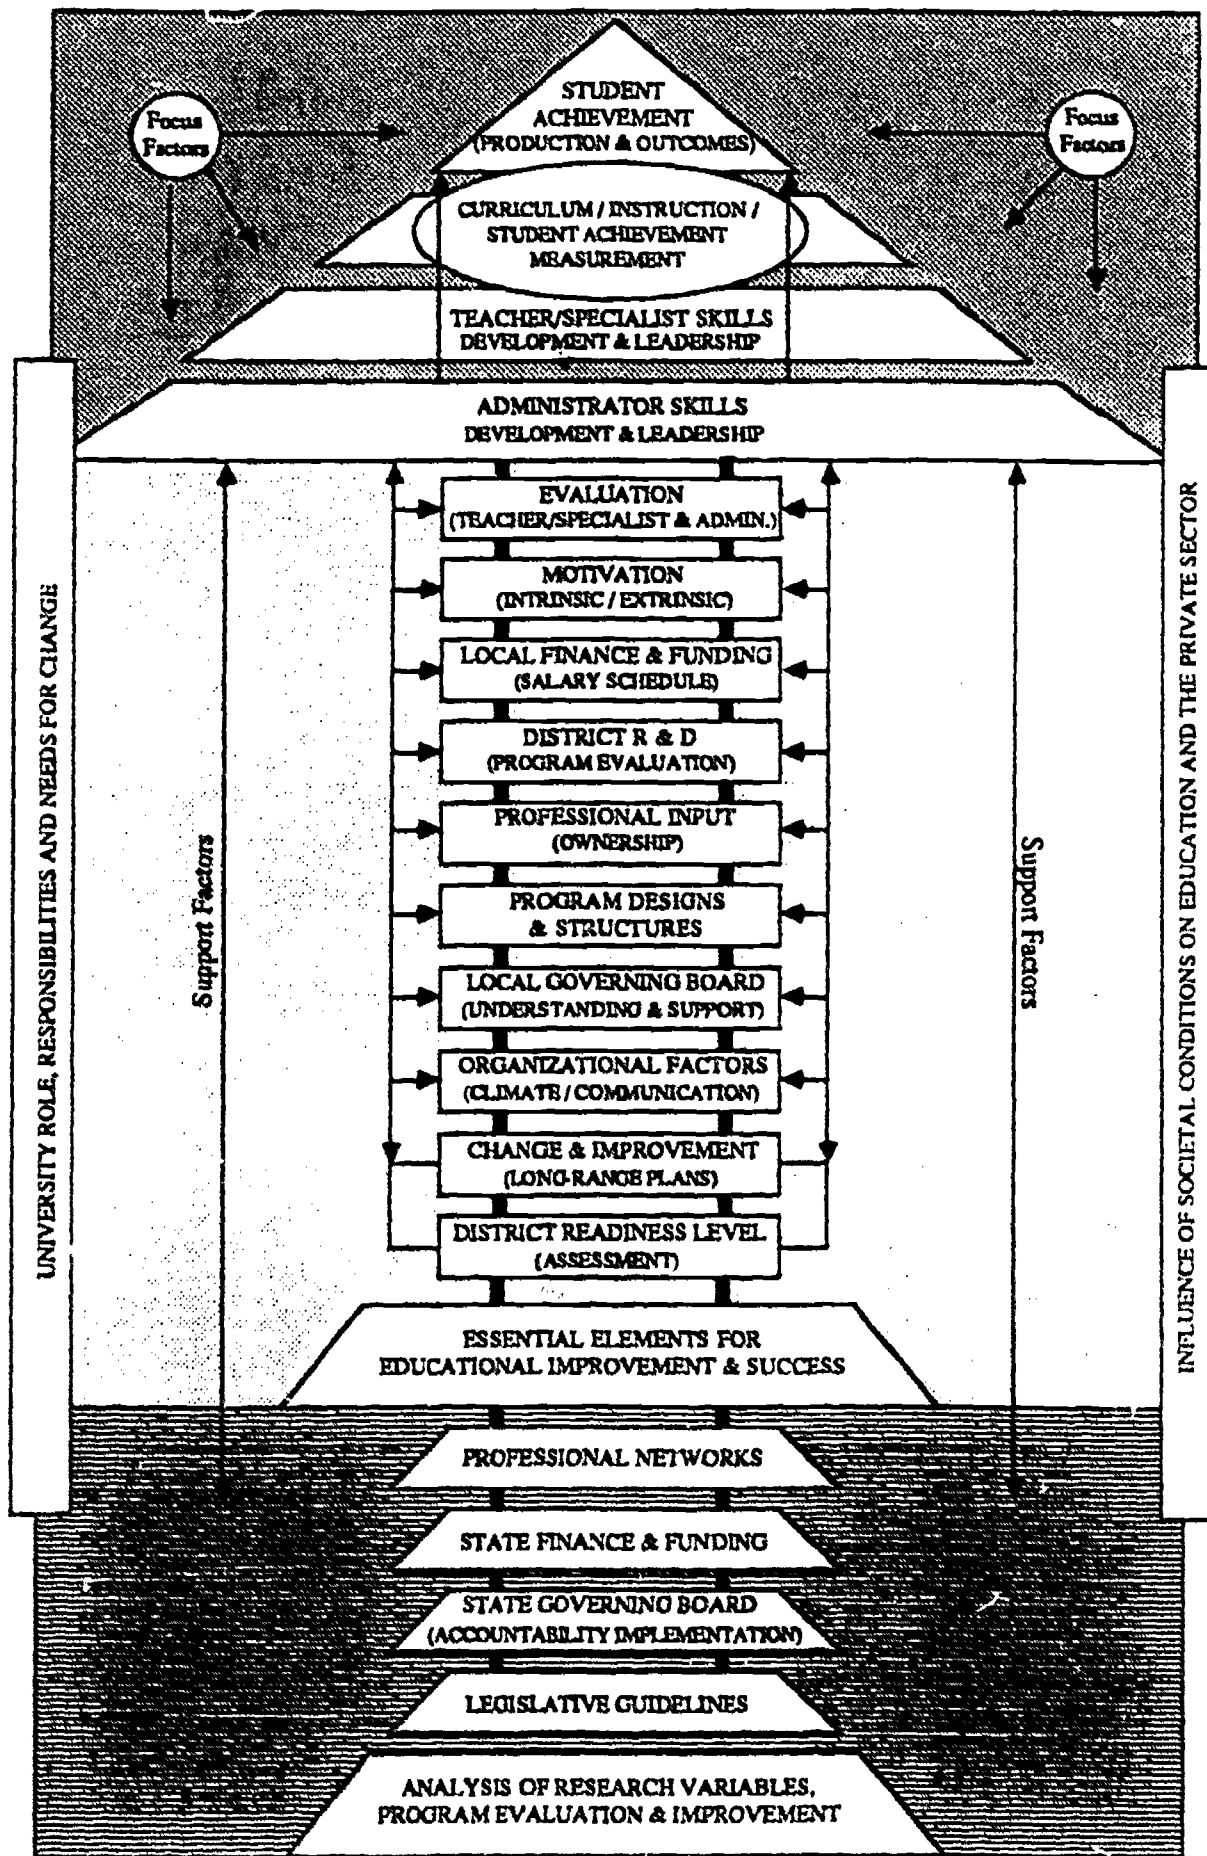 STUDENT
ACHIEVEMENT
(PRODUCTION & OUTCOMES)
Focus
Factors
Focus
Factors
CURRICULUM / INSTRUCTION /
STUDENT ACHIEVEMENT
MEASUREMENT
TEACHER/SPECIALIST SKILLS
DEVELOPMENT & LEADERSHIP
ADMINISTRATOR SKILLS
DEVELOPMENT & LEADERSHIP
EVALUATION
(TEACHER/SPECIALIST & ADMIN.)
MOTIVATION
(INTRINSIC / EXTRINSIC)
LOCAL FINANCE & FUNDING
(SALARY SCHEDULE)
DISTRICT R & D
(PROGRAM EVALUATION)
PROFESSIONAL INPUT
(OWNERSHIP)
PROGRAM DESIGNS
& STRUCTURES
LOCAL GOVERNING BOARD
(UNDERSTANDING & SUPPORT)
ORGANIZATIONAL FACTORS
(CLIMATE / COMMUNICATION)
CHANGE & IMPROVEMENT
(LONG-RANGE PLANS)
DISTRICT READINESS LEVEL
(ASSESSMENT)
ESSENTIAL ELEMENTS FOR
EDUCATIONAL IMPROVEMENT & SUCCESS
PROFESSIONAL NETWORKS
STATE FINANCE & FUNDING
STATE GOVERNING BOARD
(ACCOUNTABILITY IMPLEMENTATION)
LEGISLATIVE GUIDELINES
ANALYSIS OF RESEARCH VARIABLES,
PROGRAM EVALUATION & IMPROVEMENT
UNIVERSITY ROLE, RESPONSIBILITES AND NEEDS FOR CHANGE
Support Factors
Support Factors
INFLUENCE OF SOCIETAL CONDITIONS ON EDUCATION AND THE PRIVATE SECTOR